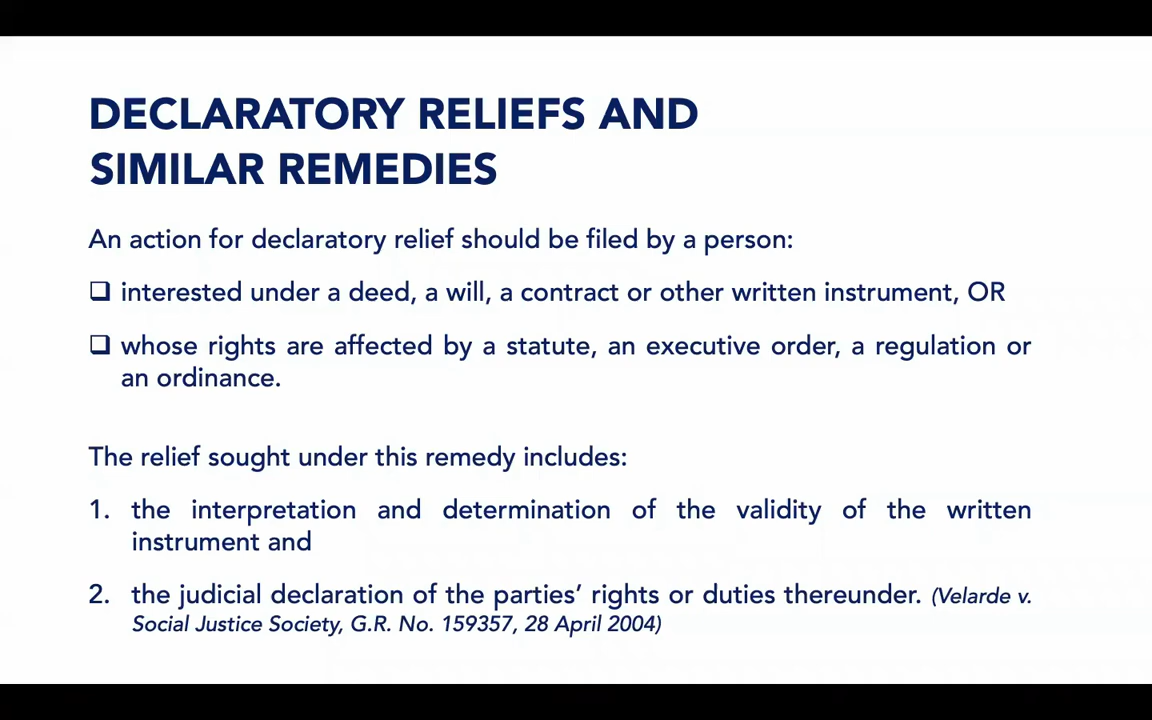 DECLARATORY RELIEFS AND
SIMILAR REMEDIES
An action for declaratory relief should be filed by a person:
❑ interested under a deed, a will, a contract or other written instrument, OR
❑ whose rights are affected by a statute, an executive order, a regulation or
an ordinance.
The relief sought under this remedy includes:
1. the interpretation and determination of the validity of the written
instrument and
2. the judicial declaration of the parties’ rights or duties thereunder. (Velarde v.
Social Justice Society, G.R. No. 159357, 28 April 2004)